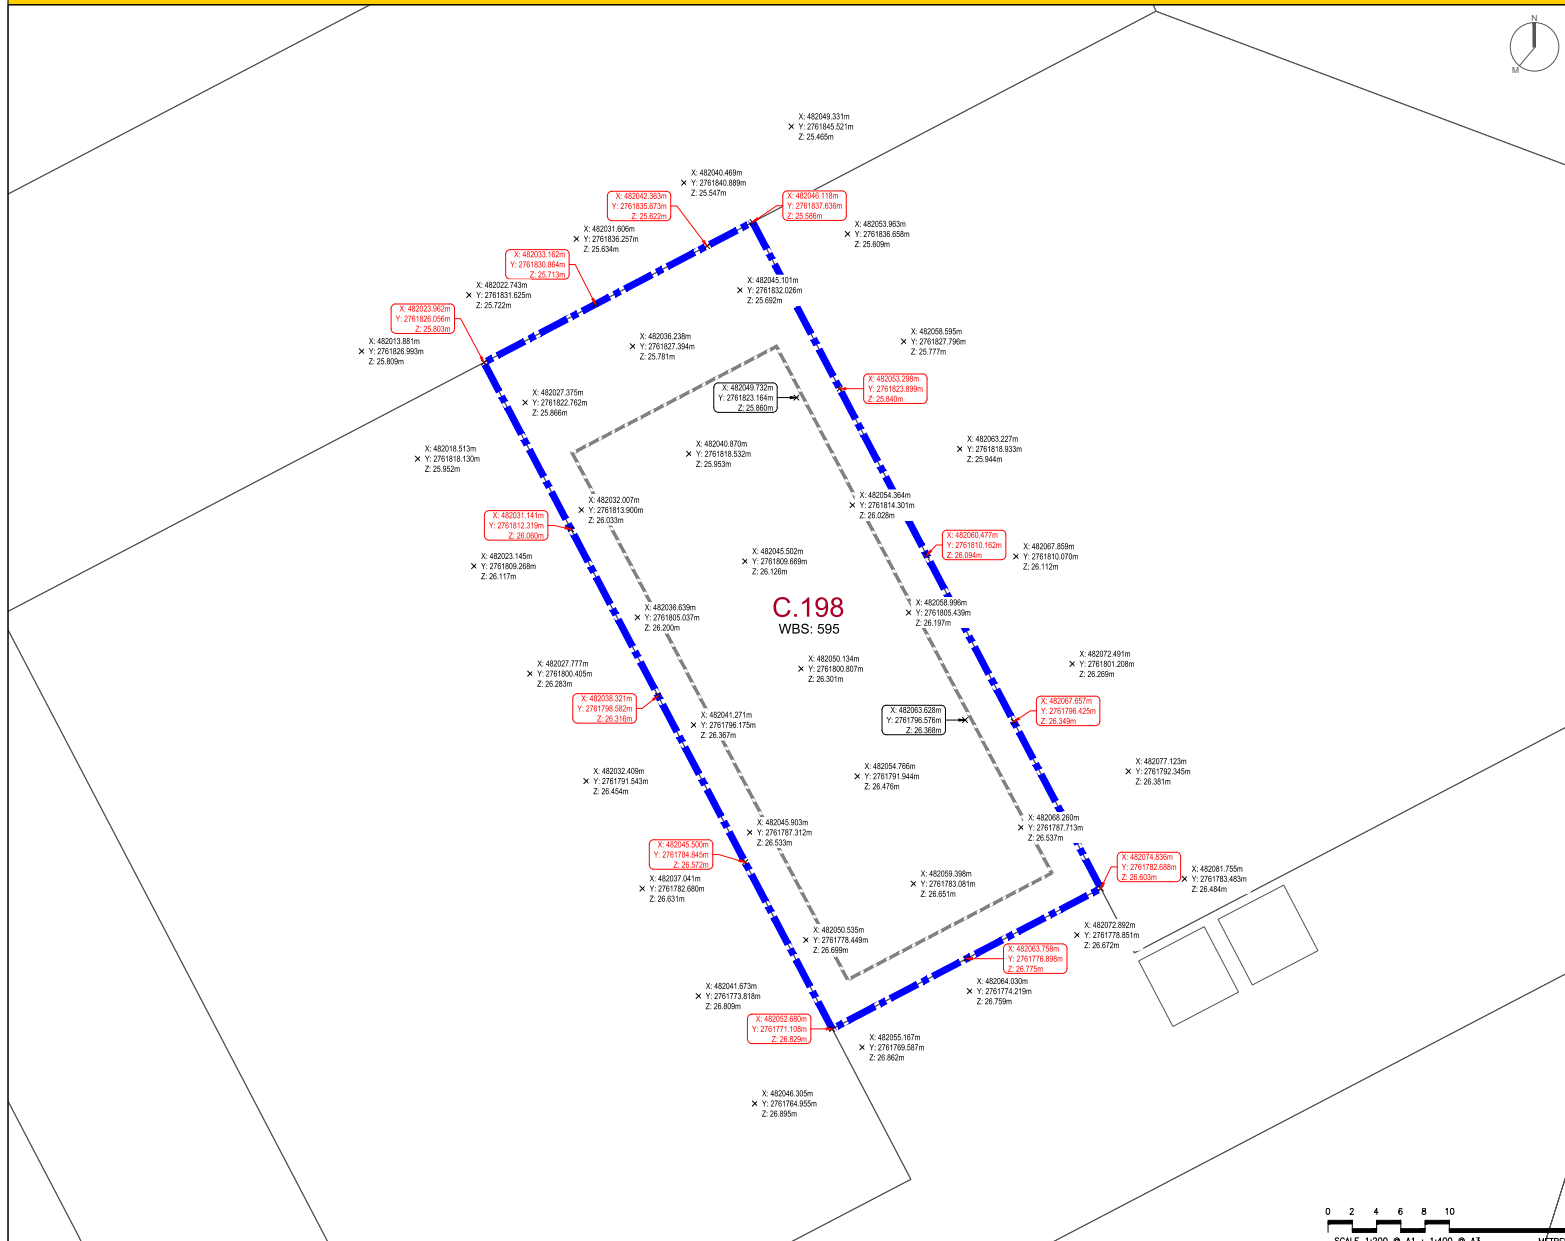 N
M
X: 482049.331m
Y: 2761845.521m
Z: 25.465m
X: 482040.469m
Y: 2761840.889m
Z: 25.547m
X: 482042.363m
Y: 2761835.673m
Z: 25.622m
X: 482046.118m
Y: 2761837.636m
Z: 25.586m
X: 482053.963m
Y: 2761836.658m
Z: 25.609m
X: 482031.606m
Y: 2761836.257m
Z: 25.634m
X: 482033.162m
Y: 2761830.864m
Z: 25.713m
X: 482022.743m
Y: 2761831.625m
Z: 25.722m
X: 482045.101m
Y: 2761832.026m
Z: 25.692m
X: 482023.962m
Y: 2761826.056m
Z: 25.803m
X: 482013.881m
Y: 2761826.993m
Z: 25.809m
X: 482036.238m
Y: 2761827.394m
Z: 25.781m
X: 482058.595m
Y: 2761827.796m
Z: 25.777m
X: 482027.375m
Y: 2761822.762m
Z: 25.866m
X: 482049.732m
Y: 2761823.164m
Z: 25.860m
X: 482053.298m
Y: 2761823.899m
Z: 25.840m
X: 482018.513m
Y: 2761818.130m
Z: 25.952m
X: 482040.870m
Y: 2761818.532m
Z: 25.953m
X: 482063.227m
Y: 2761818.933m
Z: 25.944m
X: 482032.007m
Y: 2761813.900m
Z: 26.033m
X: 482054.364m
Y: 2761814.301m
Z: 26.028m
X: 482031.141m
Y: 2761812.319m
Z: 26.060m
X: 482060.477m
Y: 2761810.162m
Z: 26.094m
X: 482023.145m
Y: 2761809.268m
Z: 26.117m
X: 482045.502m
Y: 2761809.669m
Z: 26.126m
X: 482067.859m
Y: 2761810.070m
Z: 26.112m
C.198
WBS: 595
X: 482036.639m
Y: 2761805.037m
Z: 26.200m
X: 482058.996m
Y: 2761805.439m
Z: 26.197m
X: 482027.777m
Y: 2761800.405m
Z: 26.283m
X: 482050.134m
Y: 2761800.807m
Z: 26.301m
X: 482072.491m
Y: 2761801.208m
Z: 26.269m
X: 482038.321m
Y: 2761798.582m
Z: 26.316m
X: 482041.271m
Y: 2761796.175m
Z: 26.367m
X: 482063.628m
Y: 2761796.576m
Z: 26.368m
X: 482067.657m
Y: 2761796.425m
Z: 26.349m
X: 482032.409m
Y: 2761791.543m
Z: 26.454m
X: 482054.766m
Y: 2761791.944m
Z: 26.476m
X: 482077.123m
Y: 2761792.345m
Z: 26.381m
X: 482045.903m
Y: 2761787.312m
Z: 26.533m
X: 482068.260m
Y: 2761787.713m
Z: 26.537m
X: 482045.500m
Y: 2761784.845m
Z: 26.572m
X: 482074.836m
Y: 2761782.688m
Z: 26.603m
X: 482081.755m
Y: 2761783.483m
Z: 26.484m
X: 482037.041m
Y: 2761782.680m
Z: 26.631m
X: 482059.398m
Y: 2761783.081m
Z: 26.651m
X: 482050.535m
Y: 2761778.449m
Z: 26.699m
X: 482072.892m
Y: 2761778.851m
Z: 26.672m
X: 482063.758m
Y: 2761776.898m
Z: 26.775m
X: 482041.673m
Y: 2761773.818m
Z: 26.809m
X: 482064.030m
Y: 2761774.219m
Z: 26.759m
X: 482052.680m
Y: 2761771.108m
Z: 26.829m
X: 482055.167m
Y: 2761769.587m
Z: 26.862m
X: 482046.305m
Y: 2761764.955m
Z: 26.895m
0 2 4 6 8 10
SCALE 1:200 @ A1 : 1:400 @ A3